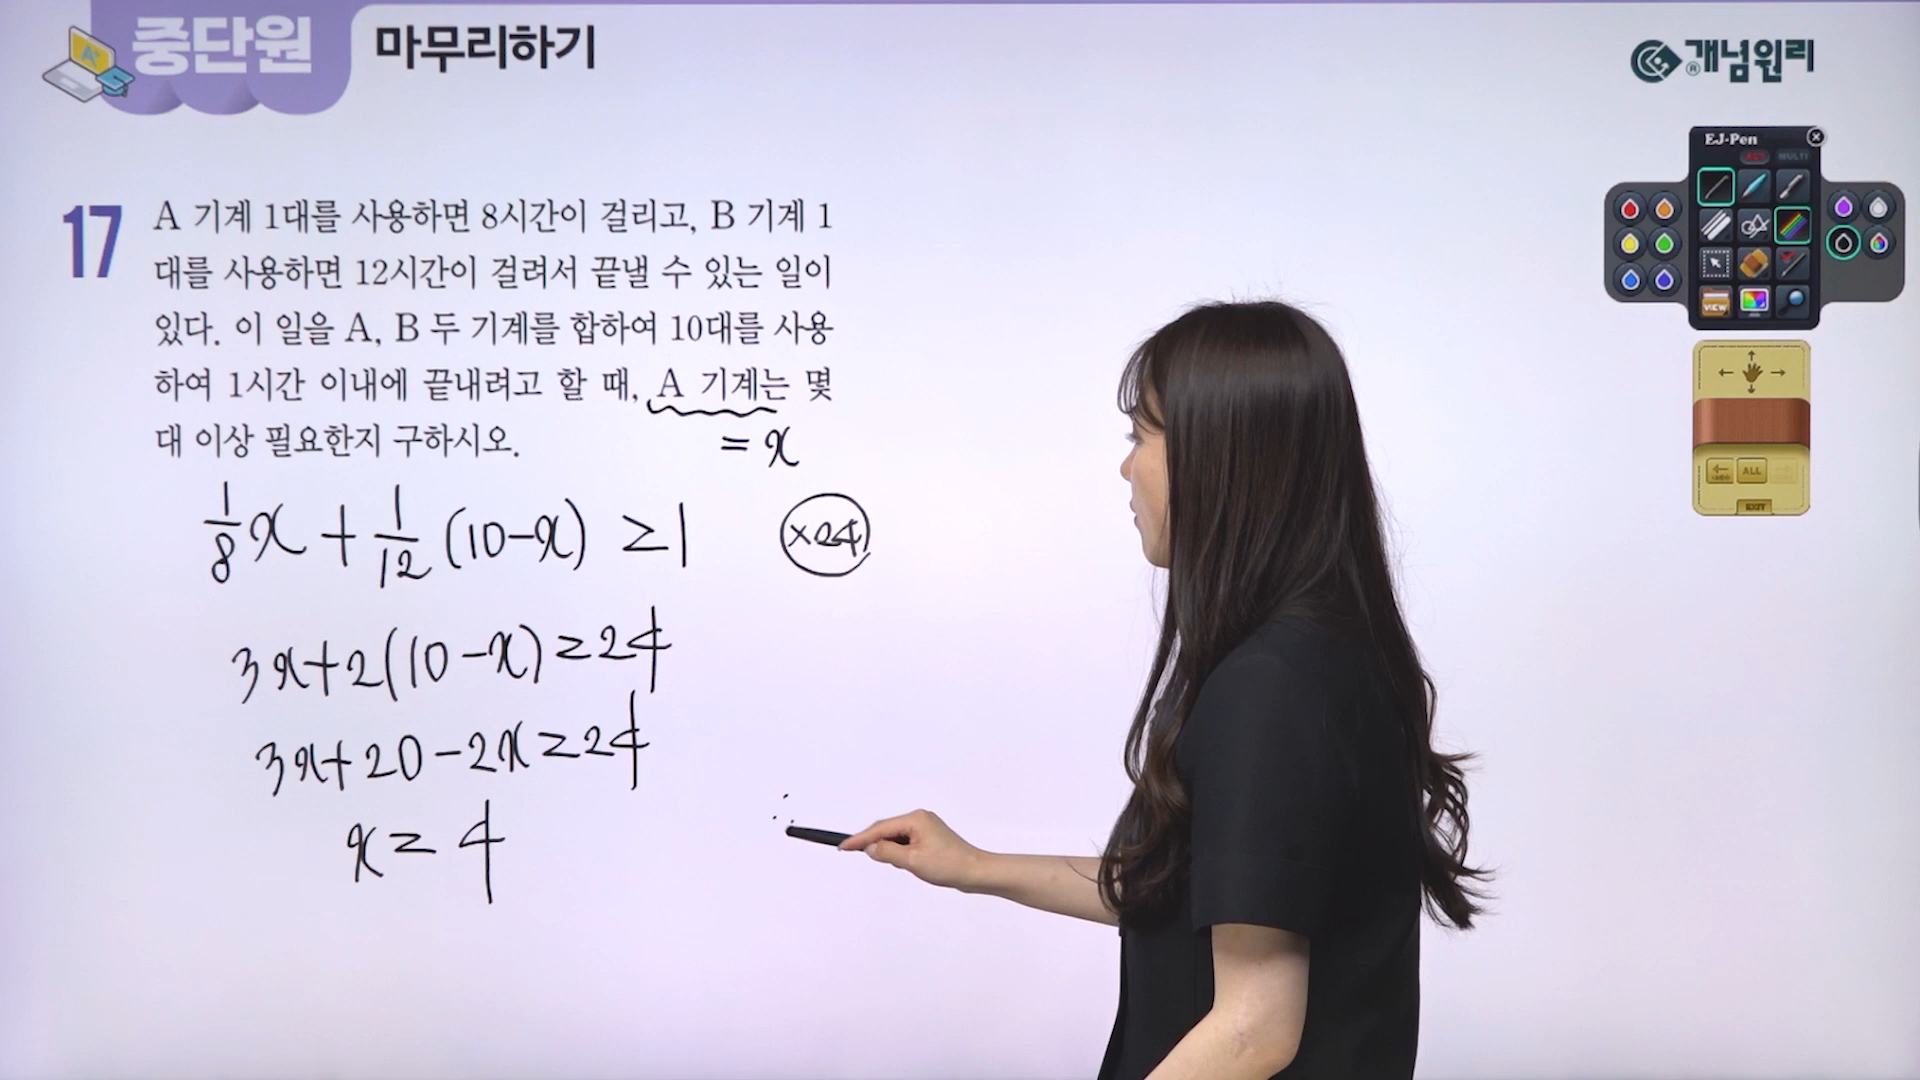 중단원 마무리하기
개념원리
EJ-Pen
MULTI
17 A 기계 1대를 사용하면 8시간이 걸리고, B 기계 1
대를 사용하면 12시간이 걸려서 끝낼 수 있는 일이
있다. 이 일을 A, B 두 기계를 합하여 10대를 사용
하여 1시간 이내에 끝내려고 할 때, A 기계는 몇
대 이상 필요한지 구하시오.
= x
1/8 x + 1/12 (10-x) ≥ 1 ×24
3x+2(10-x)≥24
3x+20-2x≥24
x≥4
VIEW
ALL
EXIT